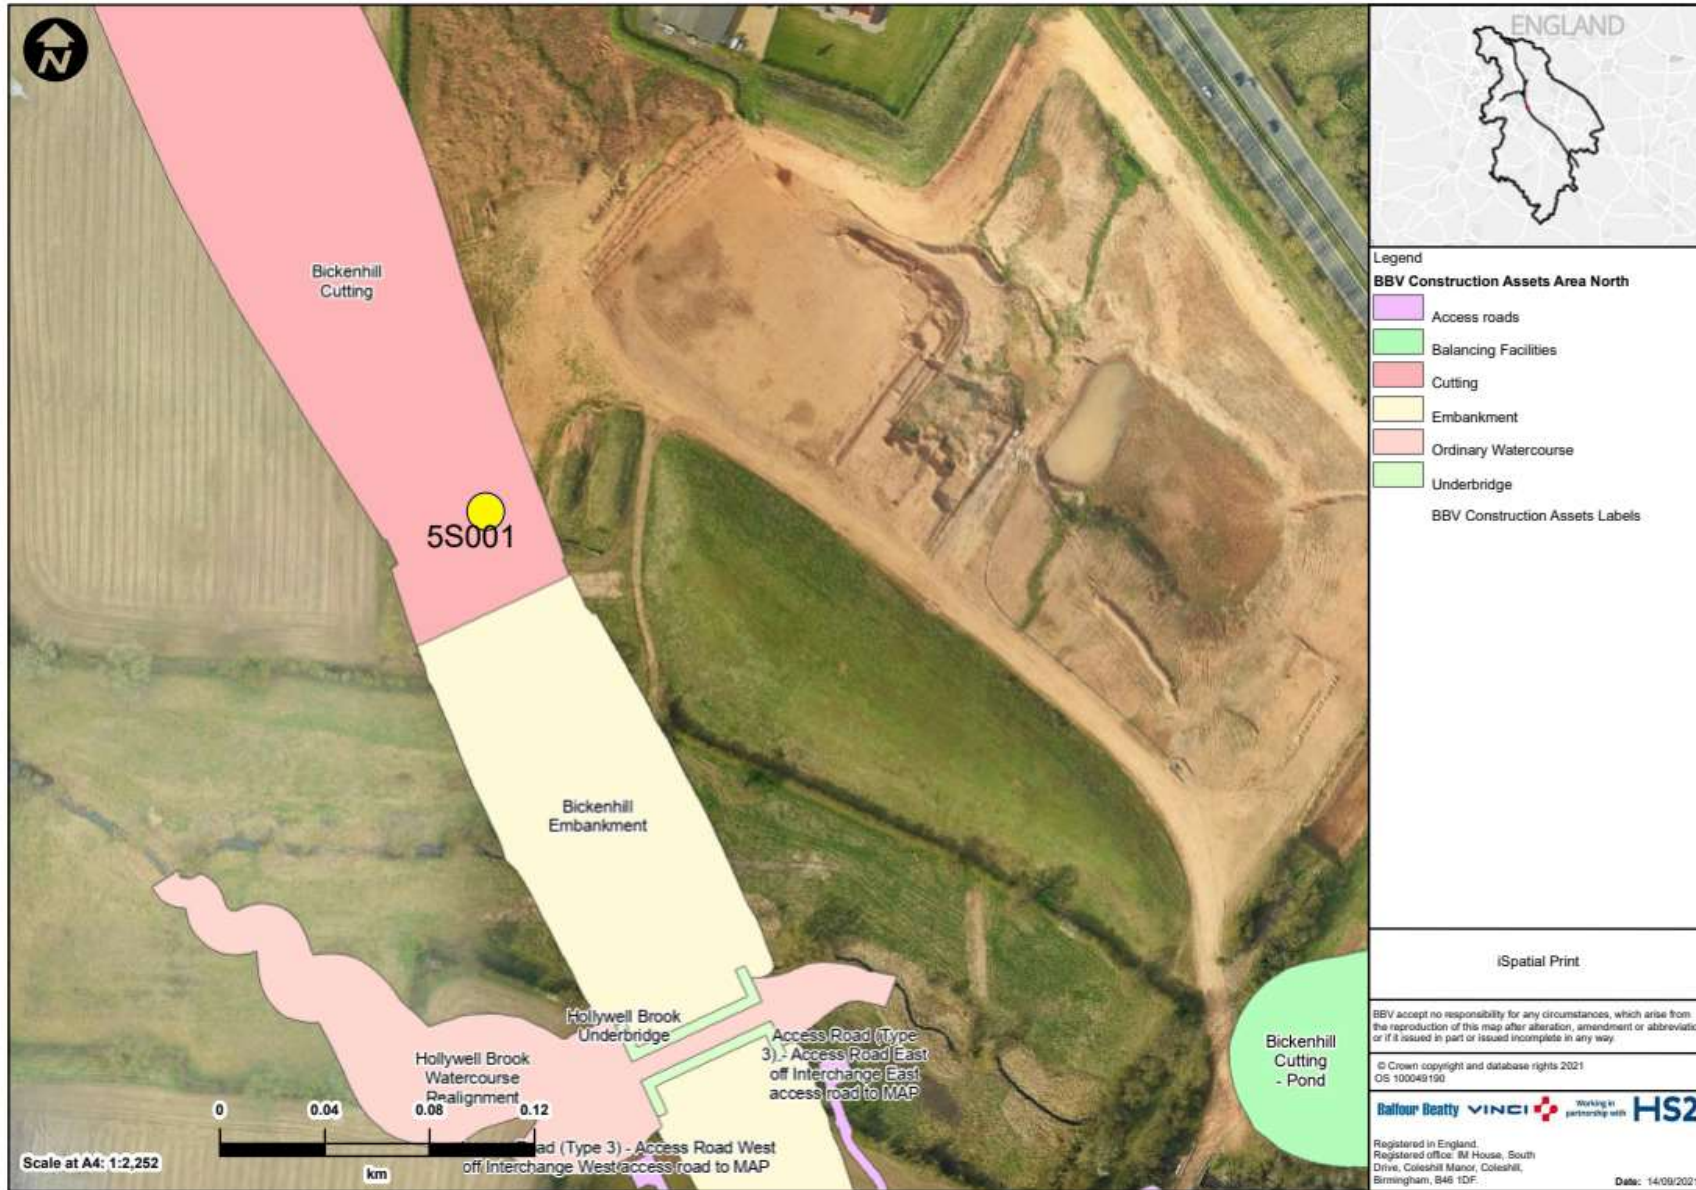 N
Bickenhill
Cutting
5S001
Bickenhill
Embankment
Hollywell Brook
Underbridge
Hollywell Brook
Watercourse
Realignment
Access Road (Type
3) - Access Road East
off Interchange East
access road to MAP
ad (Type 3) - Access Road West
off Interchange West access road to MAP
Bickenhill
Cutting
- Pond
0 0.04 0.08 0.12
km
Scale at A4: 1:2,252
ENGLAND
Legend
BBV Construction Assets Area North
Access roads
Balancing Facilities
Cutting
Embankment
Ordinary Watercourse
Underbridge
BBV Construction Assets Labels
iSpatial Print
BBV accept no responsibility for any circumstances, which arise from
the reproduction of this map after alteration, amendment or abbreviatio
or if it issued in part or issued incomplete in any way.
© Crown copyright and database rights 2021
OS 100049190
Balfour Beatty VINCI Working in
partnership with HS2
Registered in England.
Registered office: IM House, South
Drive, Coleshill Manor, Coleshill,
Birmingham, B46 1DF.
Date: 14/09/2021